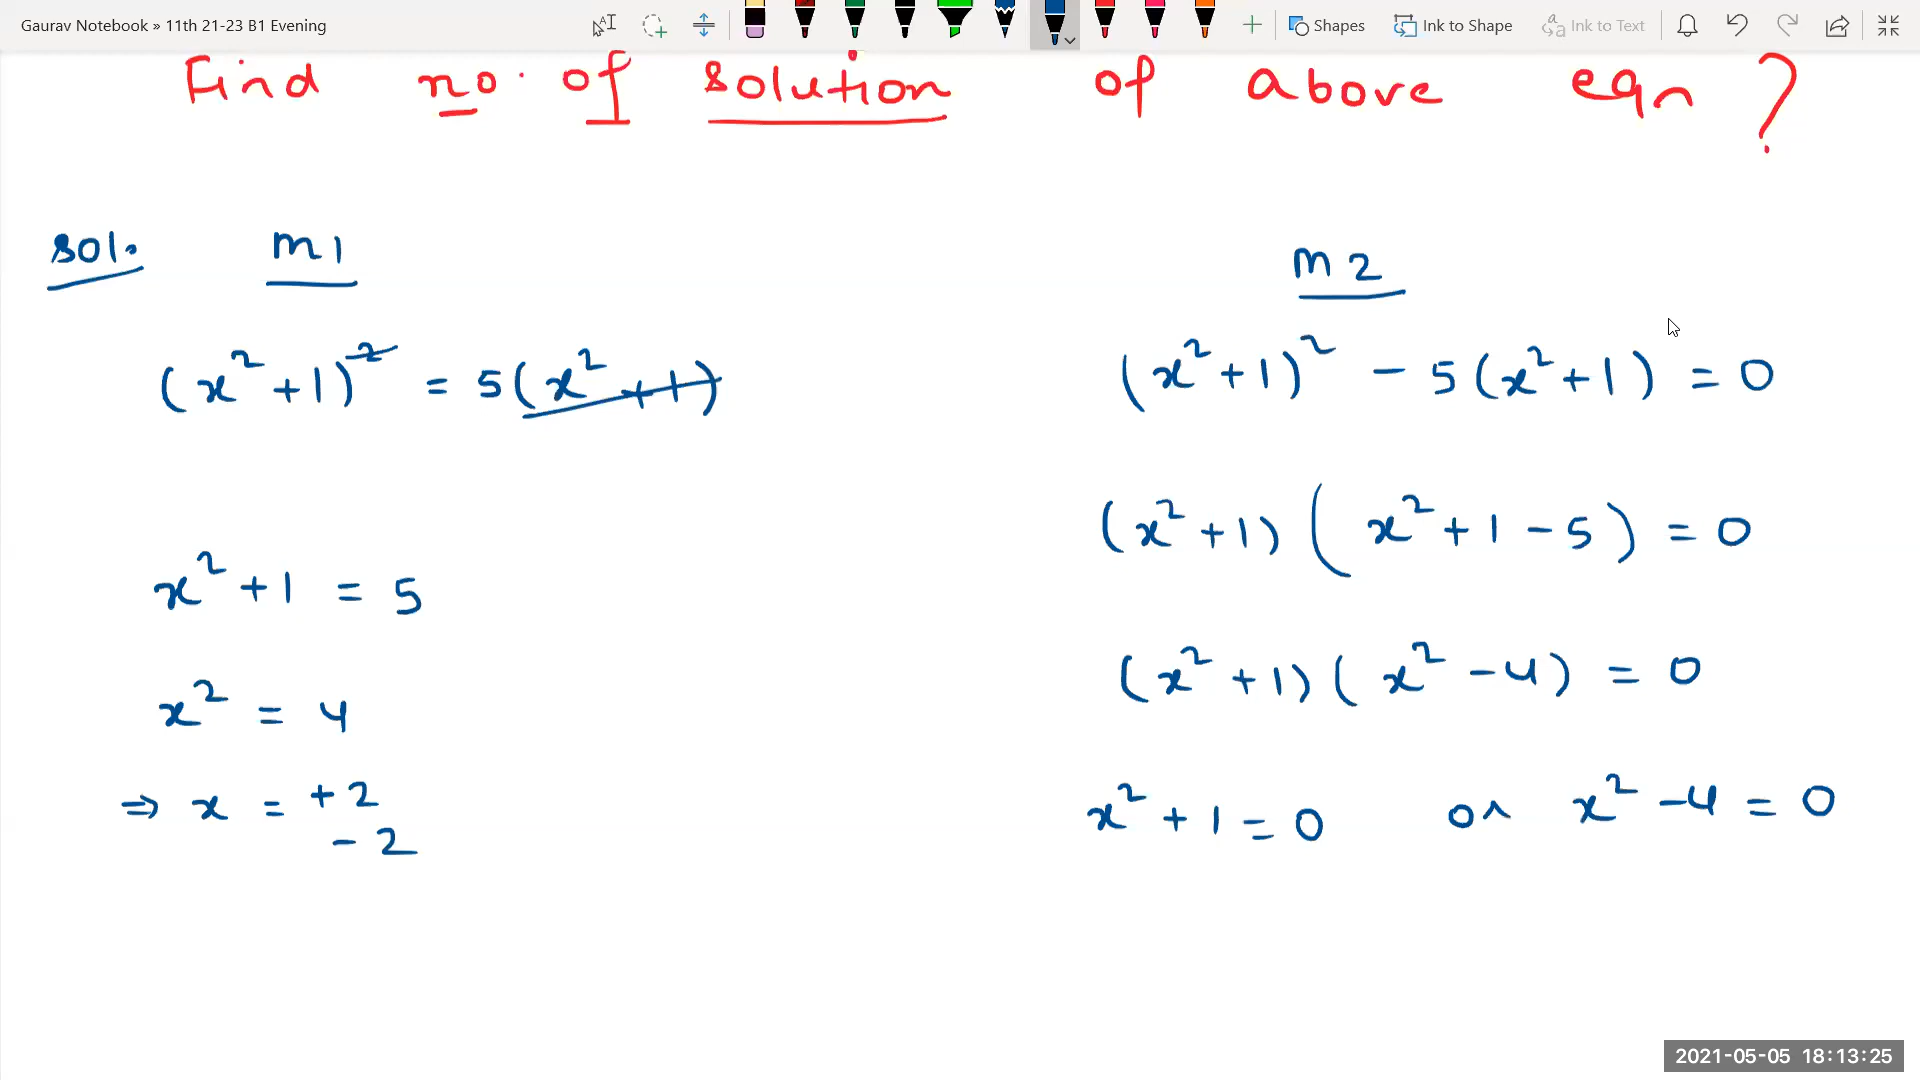 Gaurav Notebook » 11th 21-23 B1 Evening
Shapes
Ink to Shape
Ink to Text
Find no. of solution of above eqn ?
sol. m1
(x² + 1)² = 5(x² + 1)
x² + 1 = 5
x² = 4
⇒ x = +2
- 2
m2
(x² + 1)² - 5(x² + 1) = 0
(x² + 1)(x² + 1 - 5) = 0
(x² + 1)(x² - 4) = 0
x² + 1 = 0 or x² - 4 = 0
2021-05-05 18:13:25